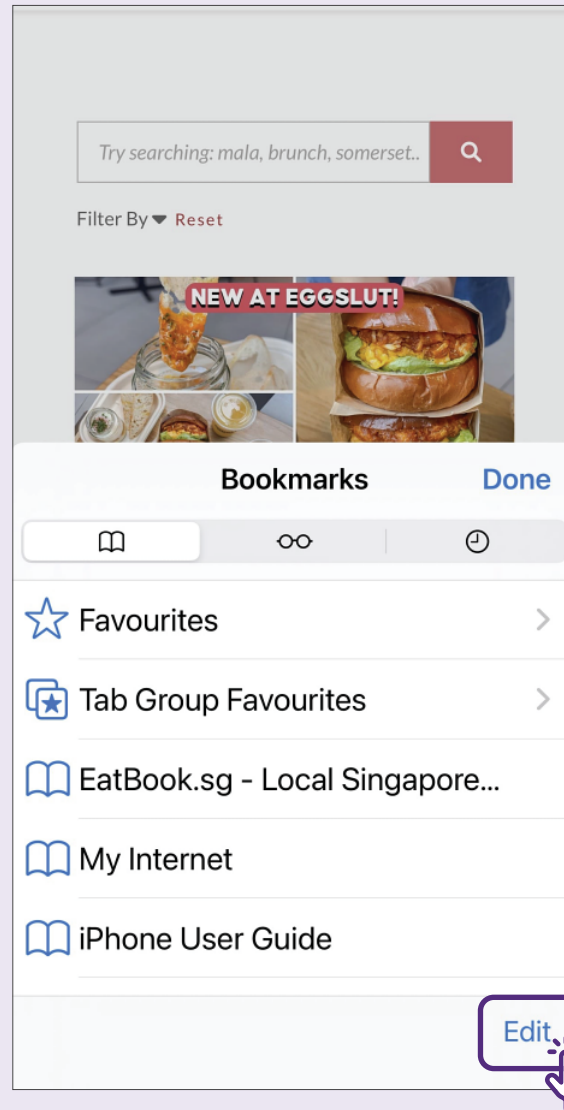 Try searching: mala, brunch, somerset..
Filter By Reset
NEW AT EGGSLUT!
Bookmarks Done
Favourites
Tab Group Favourites
EatBook.sg - Local Singapore...
My Internet
iPhone User Guide
Edit